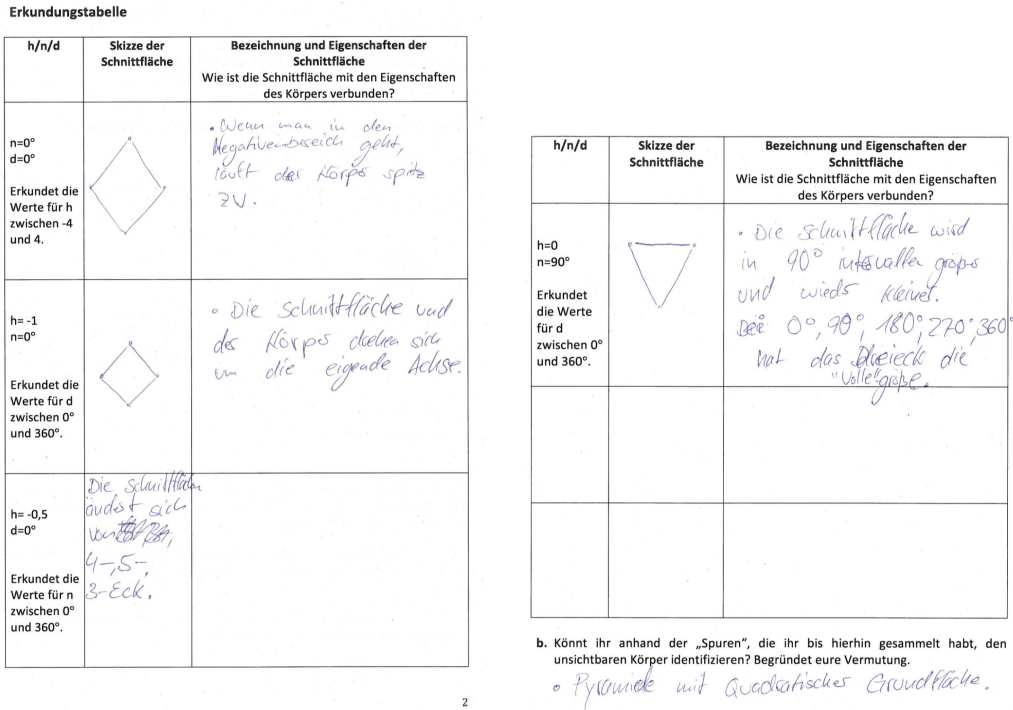 Erkundungstabelle
h/n/d
Skizze der
Schnittfläche
Bezeichnung und Eigenschaften der
Schnittfläche
Wie ist die Schnittfläche mit den Eigenschaften
des Körpers verbunden?
n=0°
d=0°
Erkundet die
Werte für h
zwischen -4
und 4.
• Wenn man in den
Negativenbereich geht,
läuft der Körper spitz
zu.
h= -1
n=0°
Erkundet die
Werte für d
zwischen 0°
und 360°.
• Die Schnittfläche und
der Körper drehen sich
um die eigende Achse.
h= -0,5
d=0°
Erkundet die
Werte für n
zwischen 0°
und 360°.
Die Schnittfläche
ändert sich
von
4-,5-,
3-Eck.
2
h/n/d
Skizze der
Schnittfläche
Bezeichnung und Eigenschaften der
Schnittfläche
Wie ist die Schnittfläche mit den Eigenschaften
des Körpers verbunden?
h=0
n=90°
Erkundet
die Werte
für d
zwischen 0°
und 360°.
• Die Schnittfläche wird
in 90° intervallen größer
und wieder kleiner.
Bei 0°, 90°, 180°, 270°, 360°
hat das Dreieck die
"Volle"größe.
b. Könnt ihr anhand der „Spuren“, die ihr bis hierhin gesammelt habt, den
unsichtbaren Körper identifizieren? Begründet eure Vermutung.
• Pyramide mit Quadratischer Grundfläche.